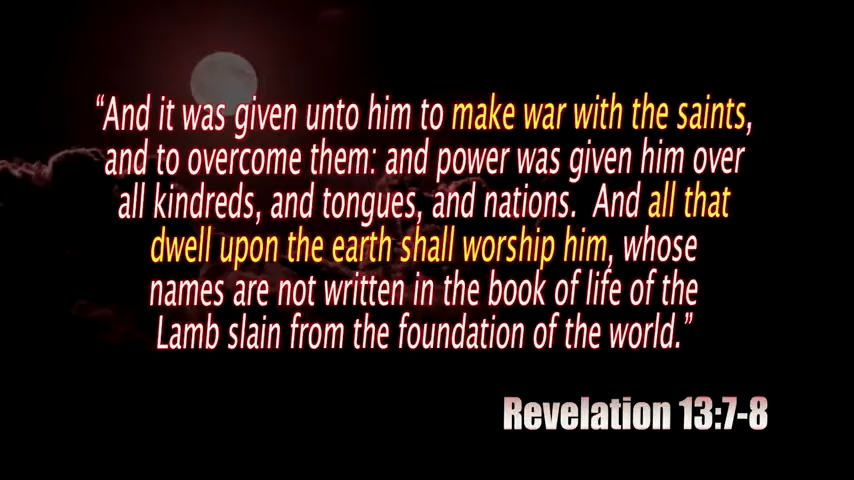 “And it was given unto him to make war with the saints,
and to overcome them: and power was given him over
all kindreds, and tongues, and nations.  And all that
dwell upon the earth shall worship him, whose
names are not written in the book of life of the
Lamb slain from the foundation of the world.”
Revelation 13:7-8